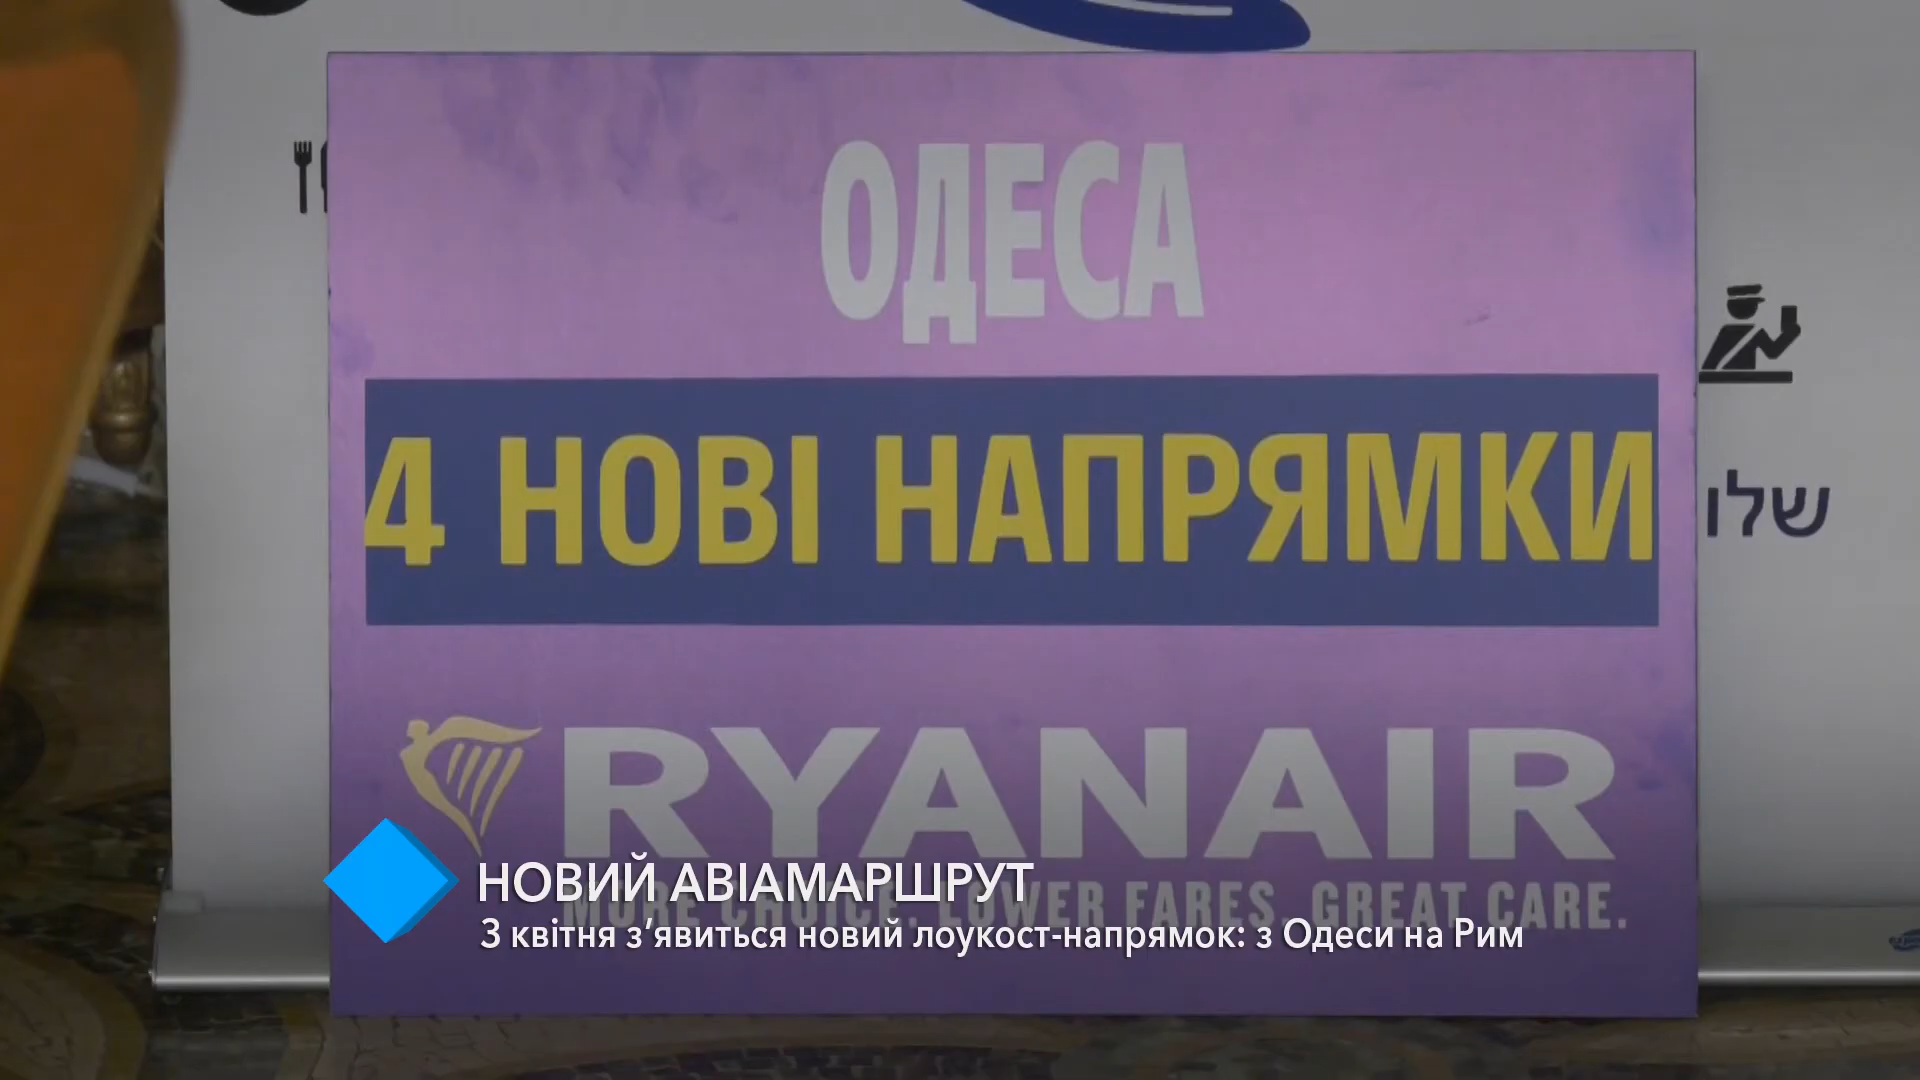 ОДЕСА
4 НОВІ НАПРЯМКИ
שלו
RYANAIR
MORE CHOICE. LOWER FARES. GREAT CARE.
НОВИЙ АВІАМАРШРУТ
З квітня з’явиться новий лоукост-напрямок: з Одеси на Рим